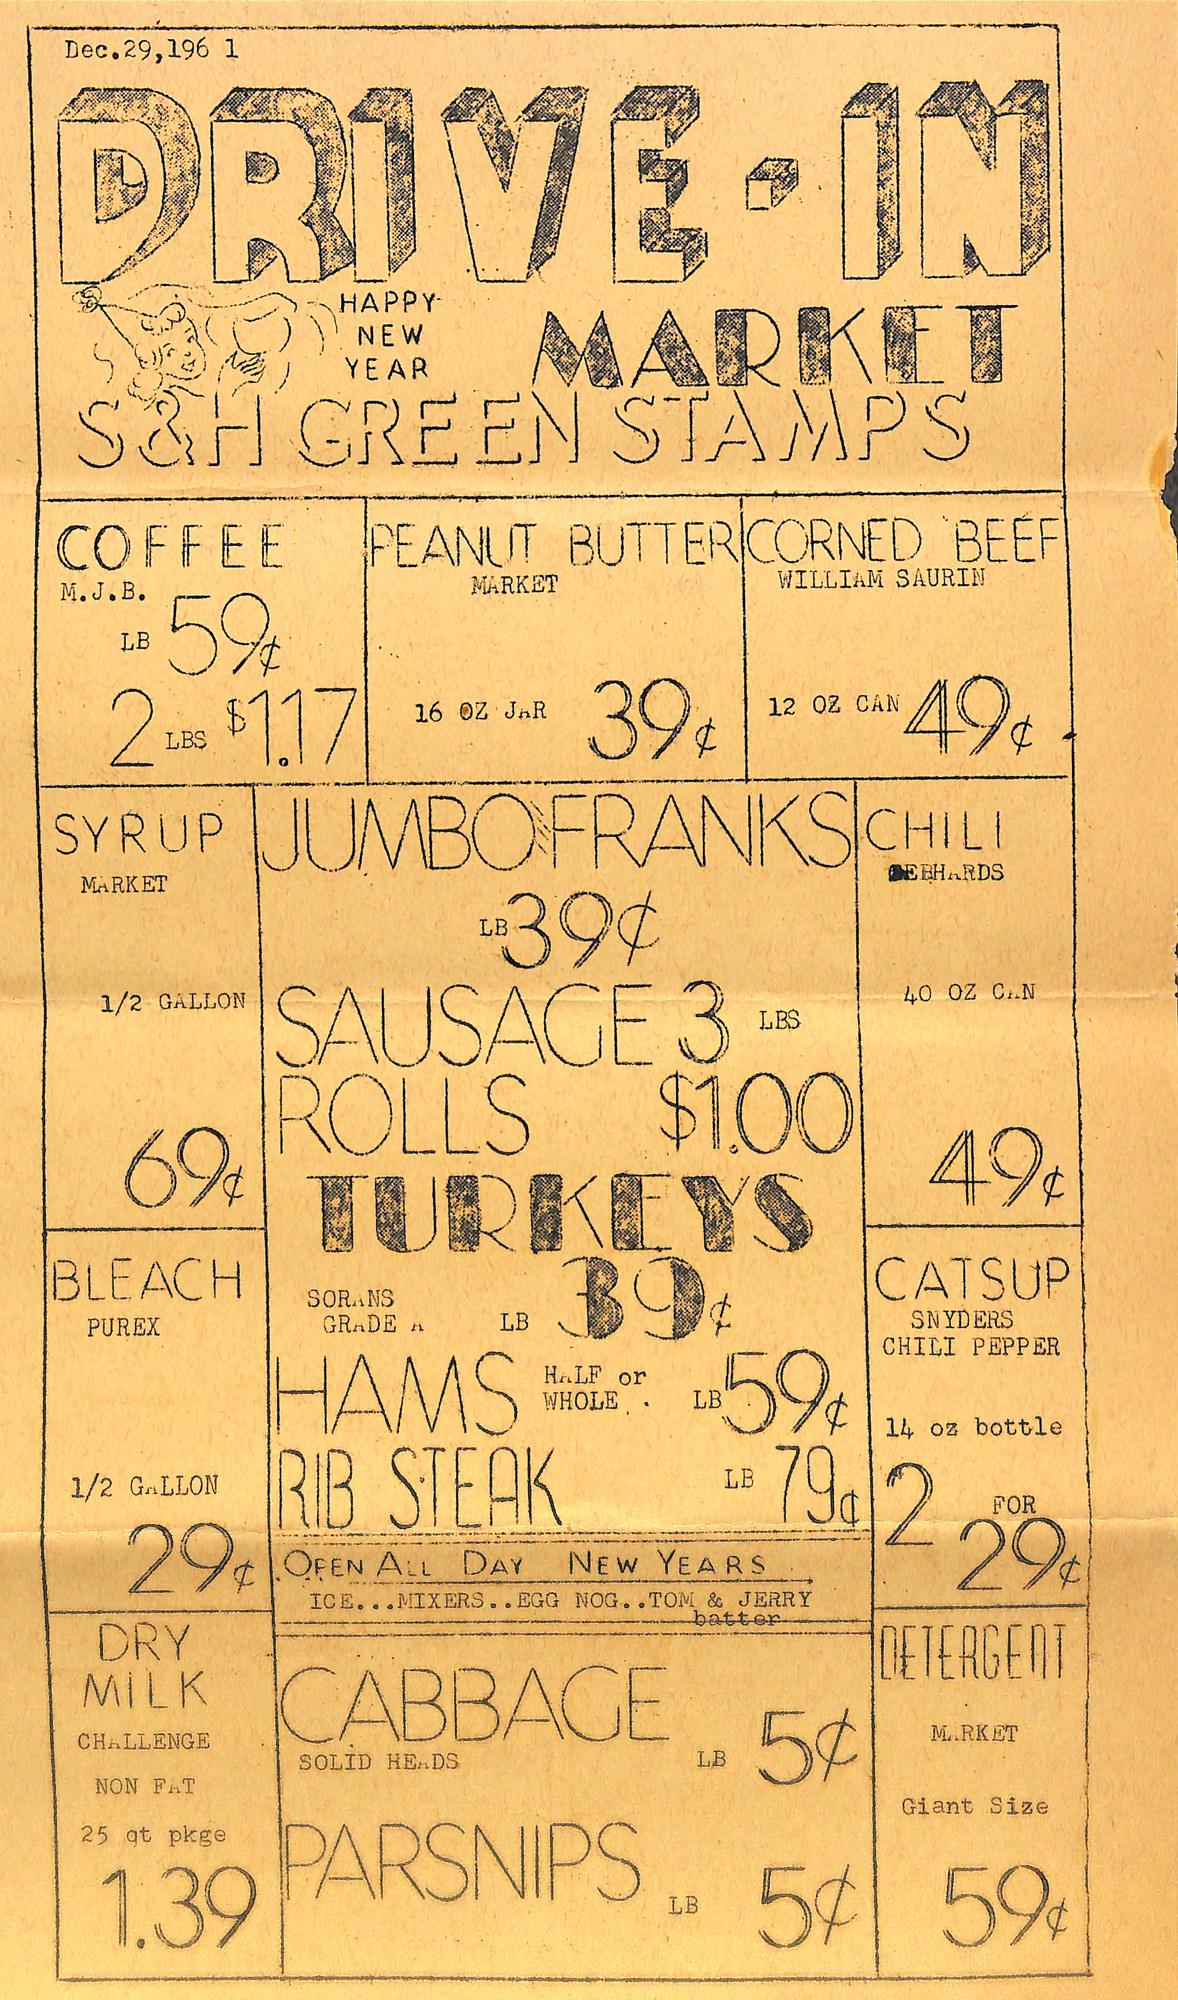 Dec.29,196 1
DRIVE-IN
HAPPY
NEW
YEAR
MARKET
S&H GREEN STAMPS
COFFEE
M.J.B.
LB 59¢
2 LBS $1.17
PEANUT BUTTER
MARKET
16 OZ JAR 39¢
CORNED BEEF
WILLIAM SAURIN
12 OZ CAN 49¢
SYRUP
MARKET
1/2 GALLON
69¢
JUMBO FRANKS
LB 39¢
SAUSAGE 3 LBS
ROLLS $1.00
TURKEYS
SORANS
GRADE A LB 39¢
HAMS HALF or
WHOLE . . LB 59¢
RIB STEAK LB 79¢
CHILI
GEBHARDS
40 OZ CAN
49¢
BLEACH
PUREX
1/2 GALLON
29¢
CATSUP
SNYDERS
CHILI PEPPER
14 oz bottle
2 FOR
29¢
OPEN ALL DAY NEW YEARS
ICE...MIXERS..EGG NOG..TOM & JERRY
batter
DRY
MILK
CHALLENGE
NON FAT
25 qt pkge
1.39
CABBAGE
SOLID HEADS LB 5¢
PARSNIPS
LB 5¢
DETERGENT
MARKET
Giant Size
59¢